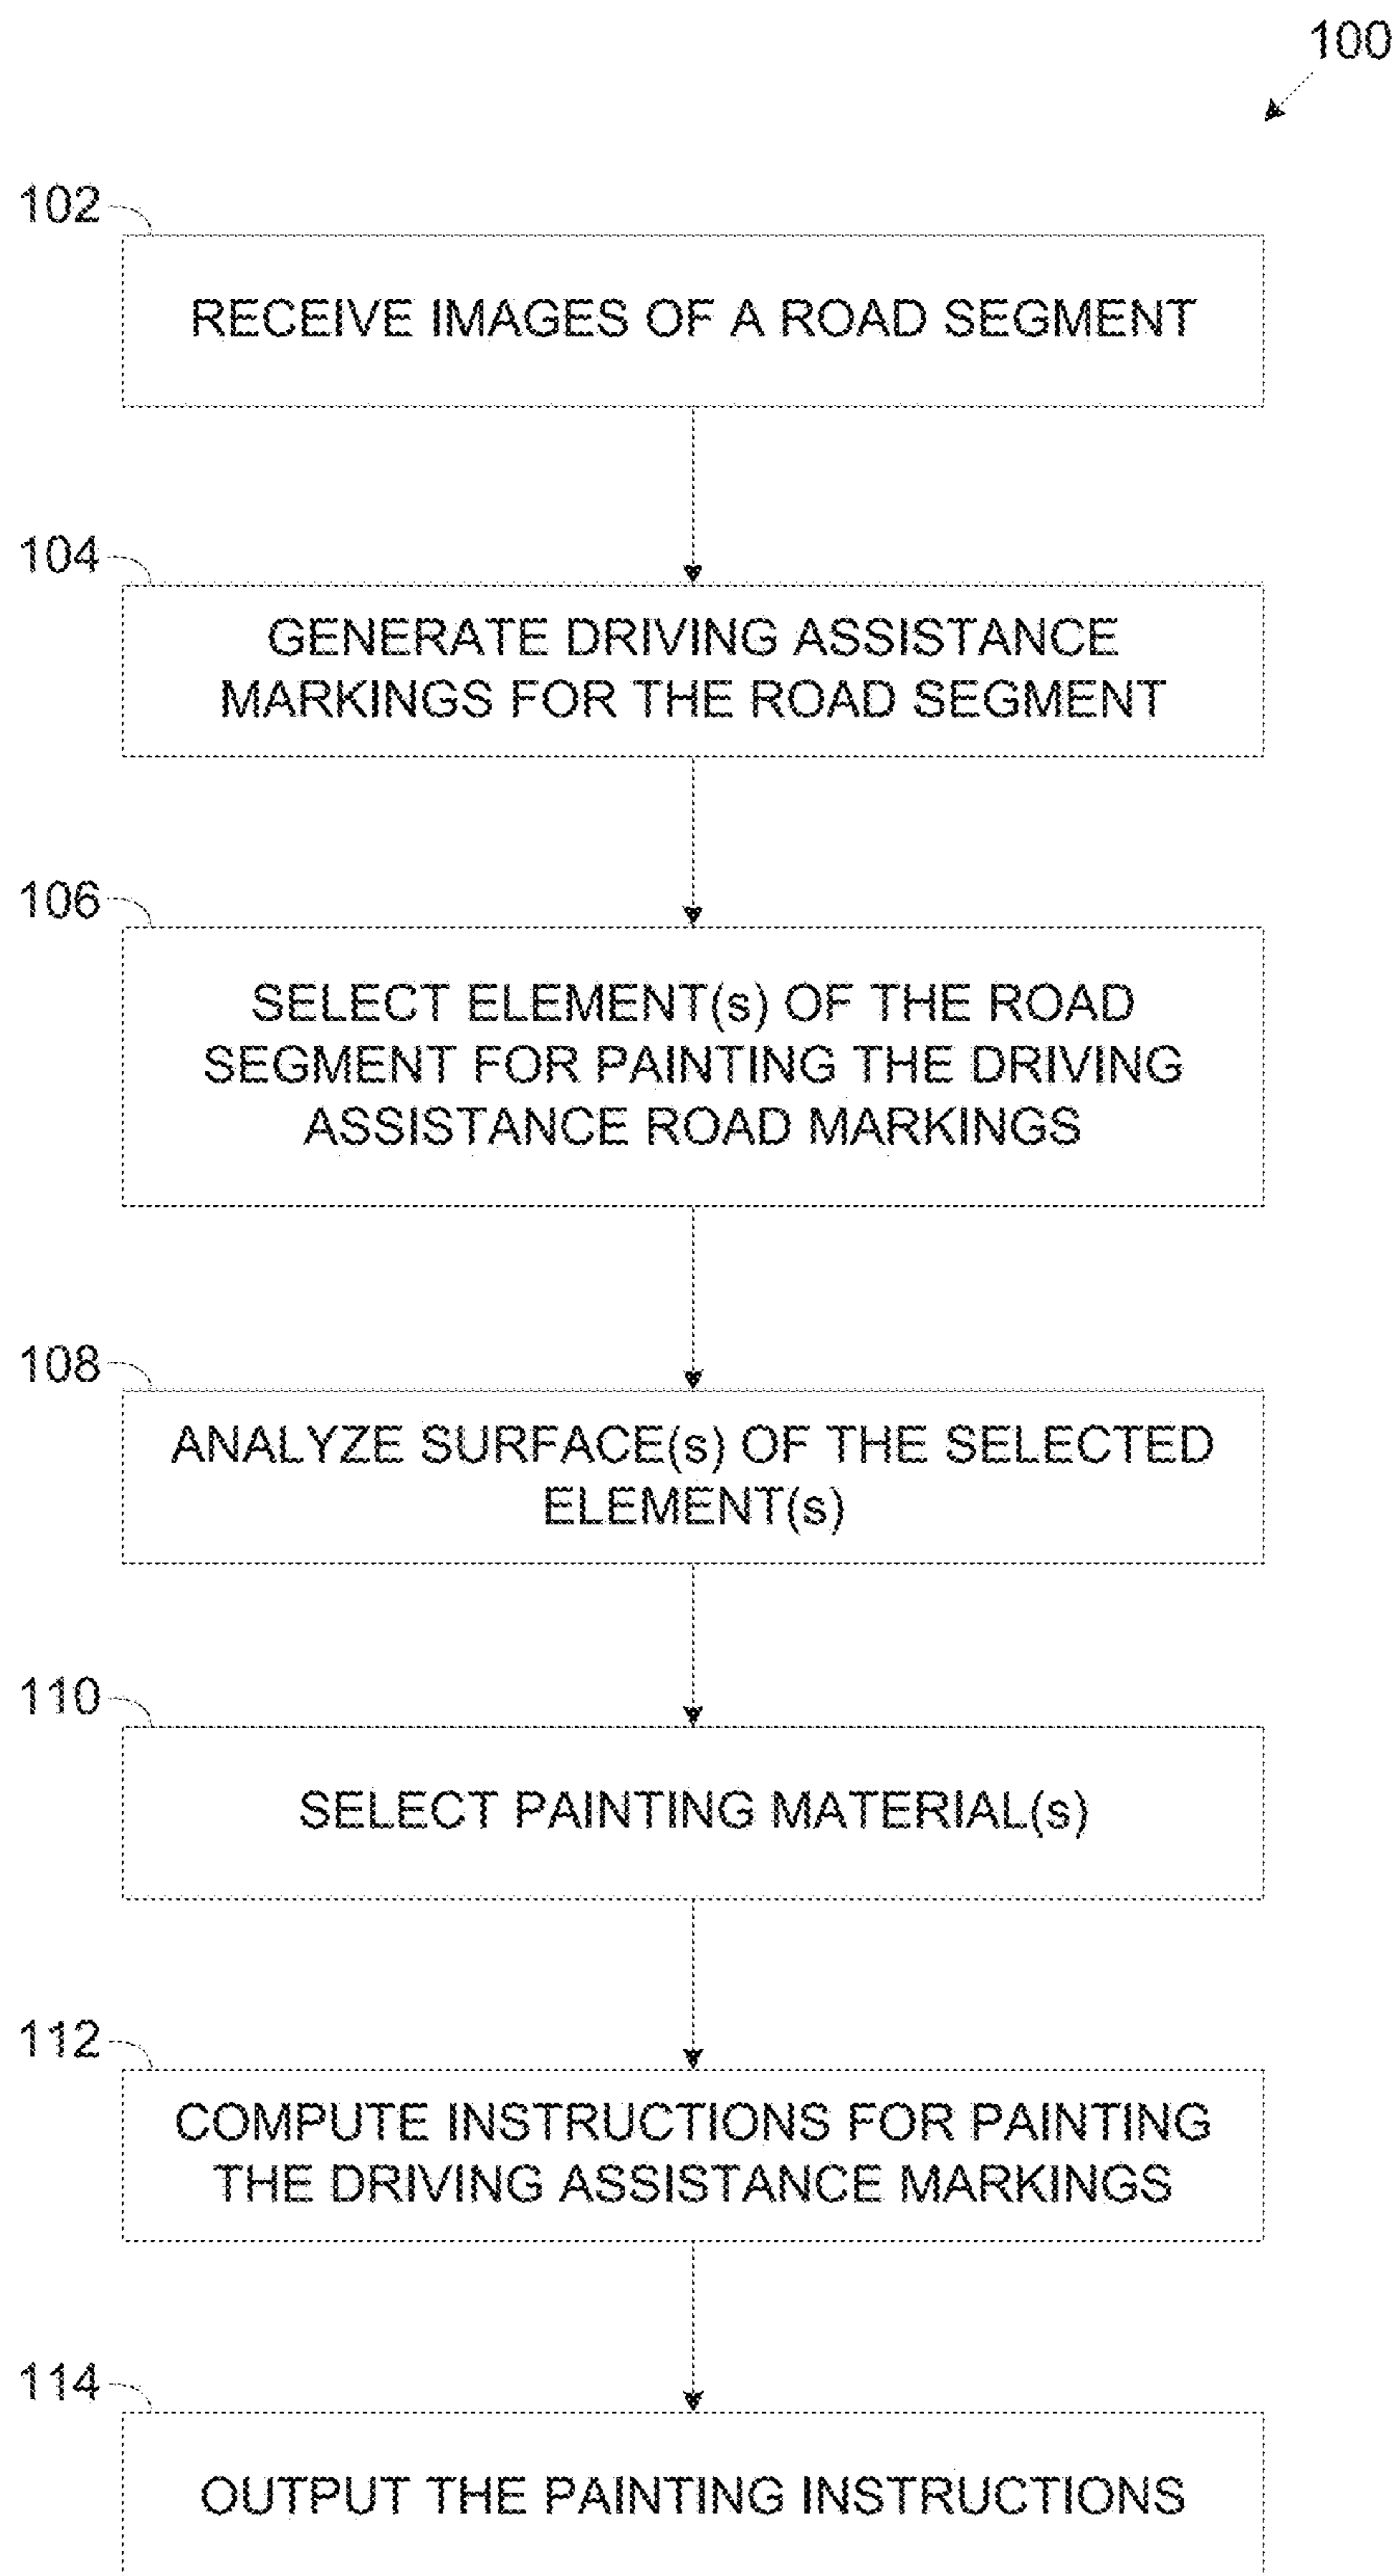 100
102
RECEIVE IMAGES OF A ROAD SEGMENT
104
GENERATE DRIVING ASSISTANCE
MARKINGS FOR THE ROAD SEGMENT
106
SELECT ELEMENT(s) OF THE ROAD
SEGMENT FOR PAINTING THE DRIVING
ASSISTANCE ROAD MARKINGS
108
ANALYZE SURFACE(s) OF THE SELECTED
ELEMENT(s)
110
SELECT PAINTING MATERIAL(s)
112
COMPUTE INSTRUCTIONS FOR PAINTING
THE DRIVING ASSISTANCE MARKINGS
114
OUTPUT THE PAINTING INSTRUCTIONS